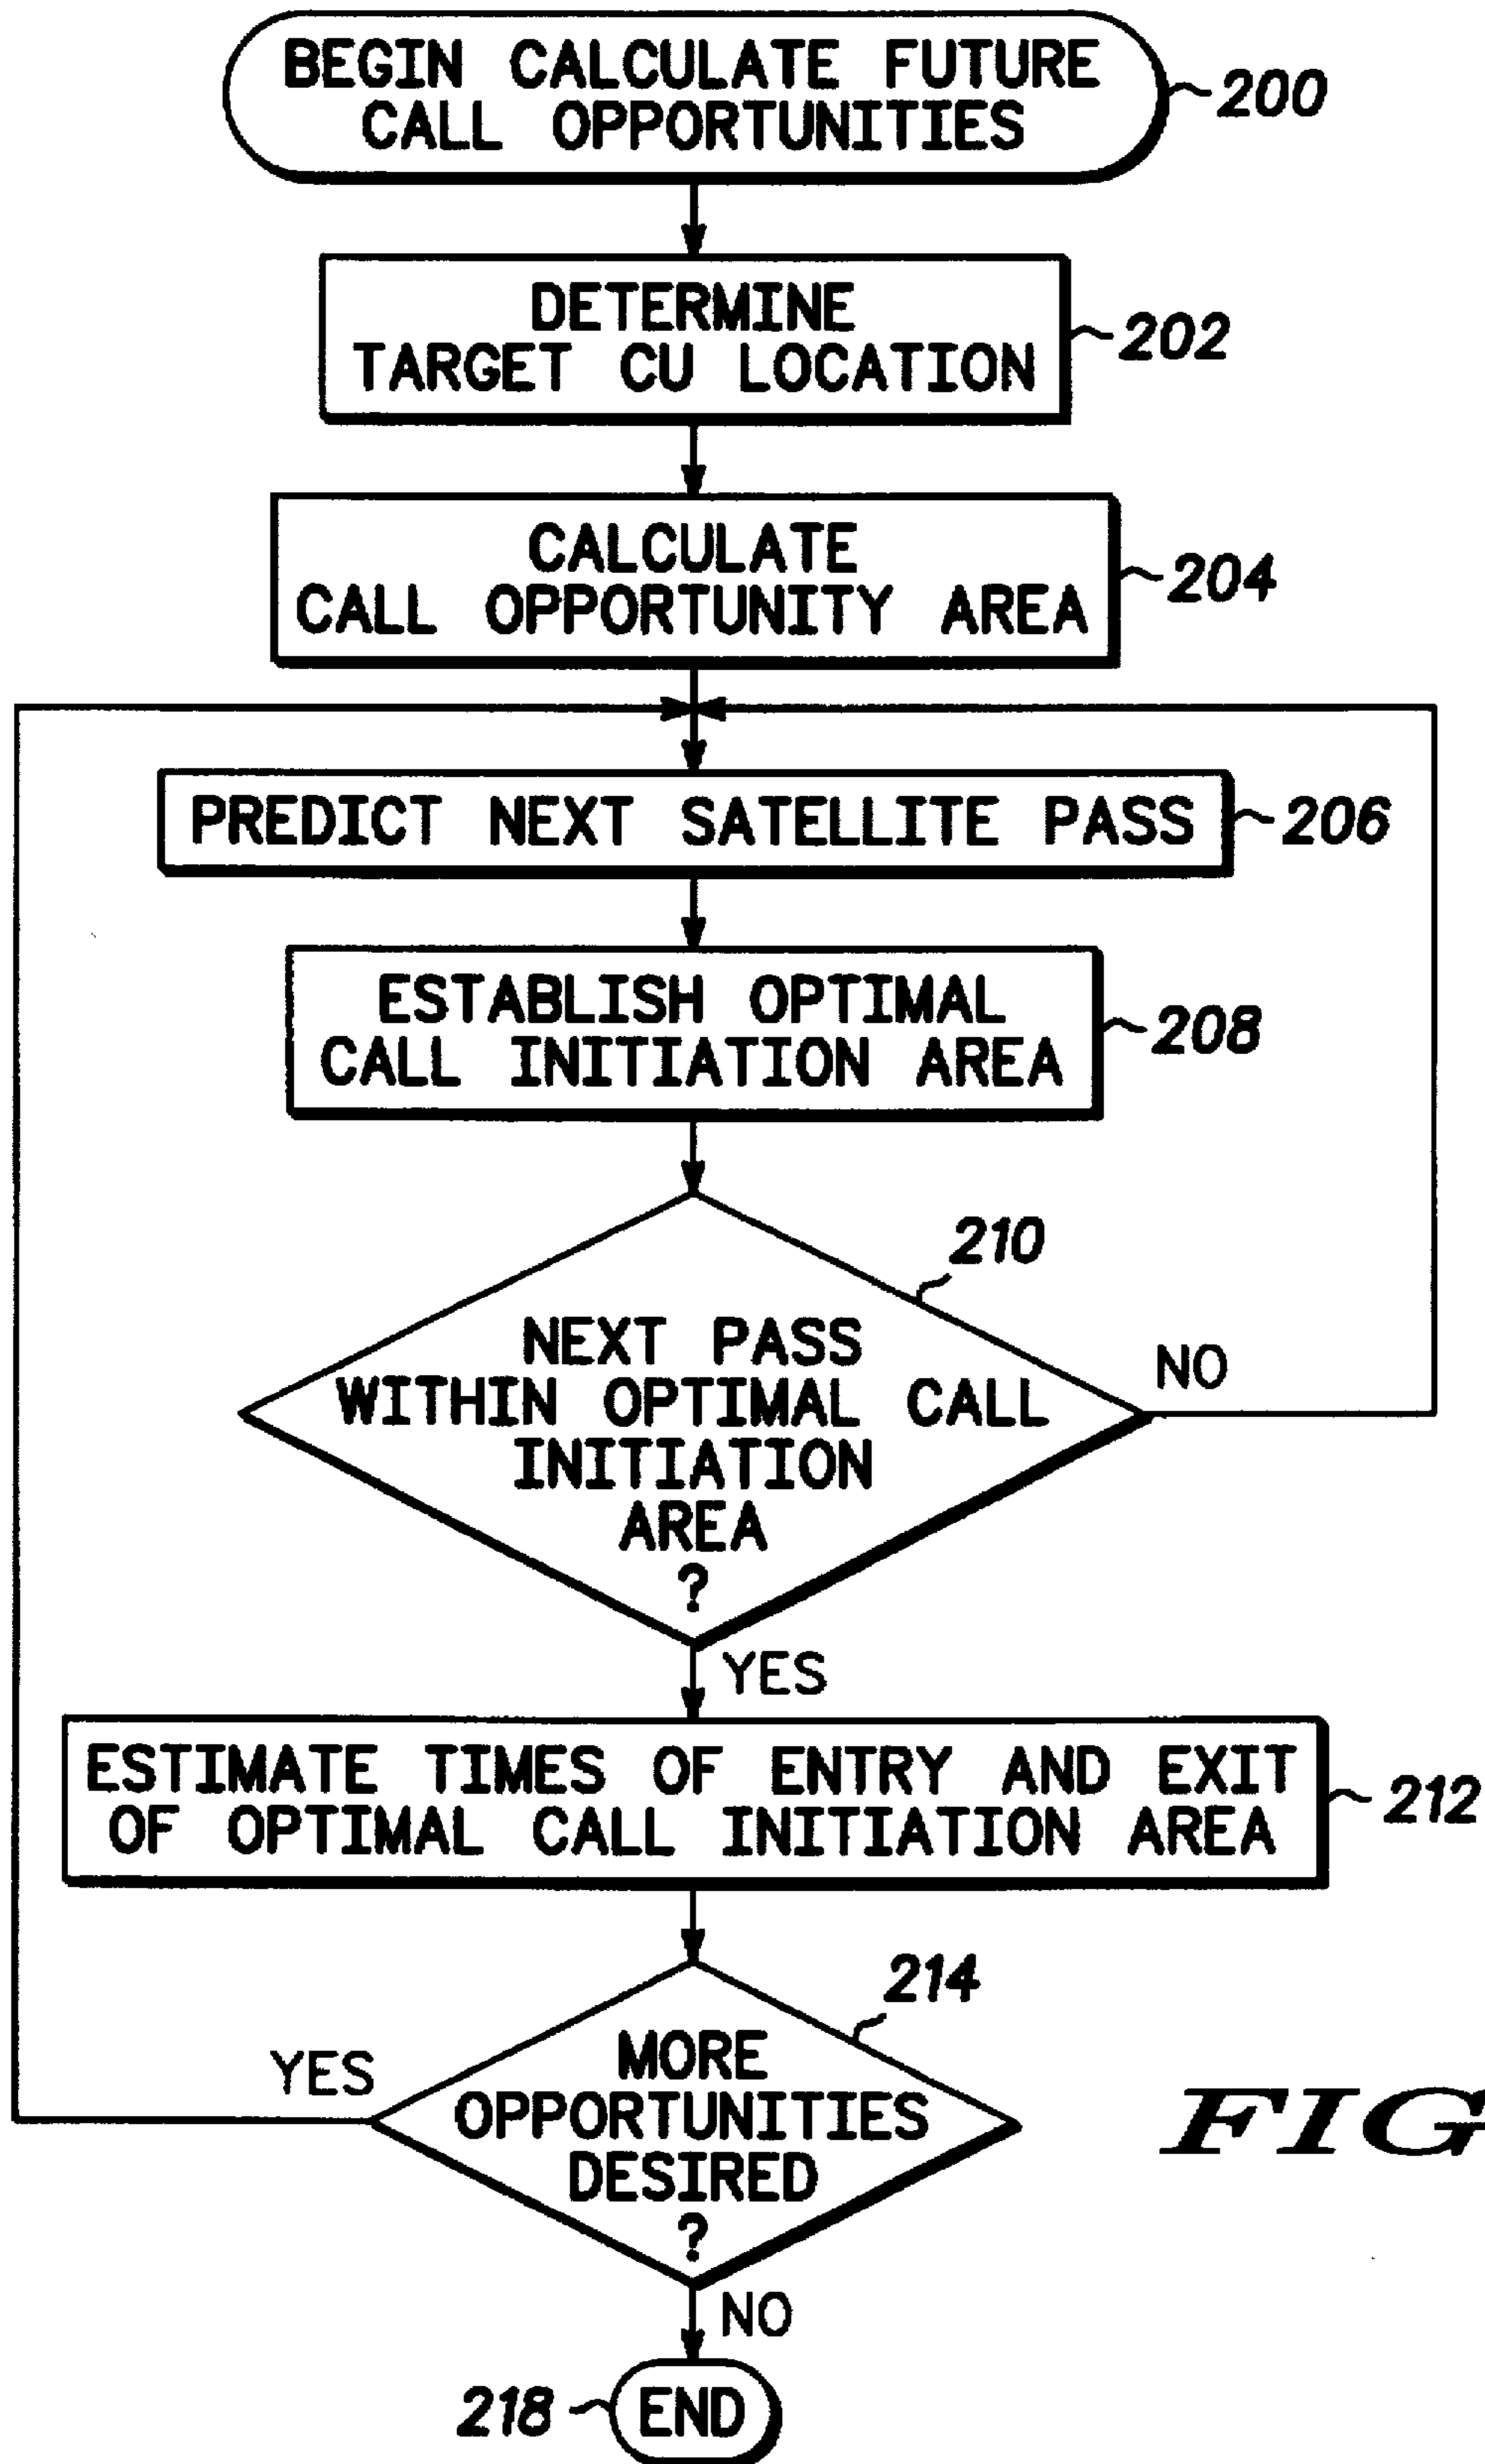 BEGIN CALCULATE FUTURE
CALL OPPORTUNITIES
200
DETERMINE
TARGET CU LOCATION
202
CALCULATE
CALL OPPORTUNITY AREA
204
PREDICT NEXT SATELLITE PASS
206
ESTABLISH OPTIMAL
CALL INITIATION AREA
208
210
NEXT PASS
WITHIN OPTIMAL CALL
INITIATION
AREA
?
NO
YES
ESTIMATE TIMES OF ENTRY AND EXIT
OF OPTIMAL CALL INITIATION AREA
212
214
MORE
OPPORTUNITIES
DESIRED
?
YES
FIG
NO
218
END